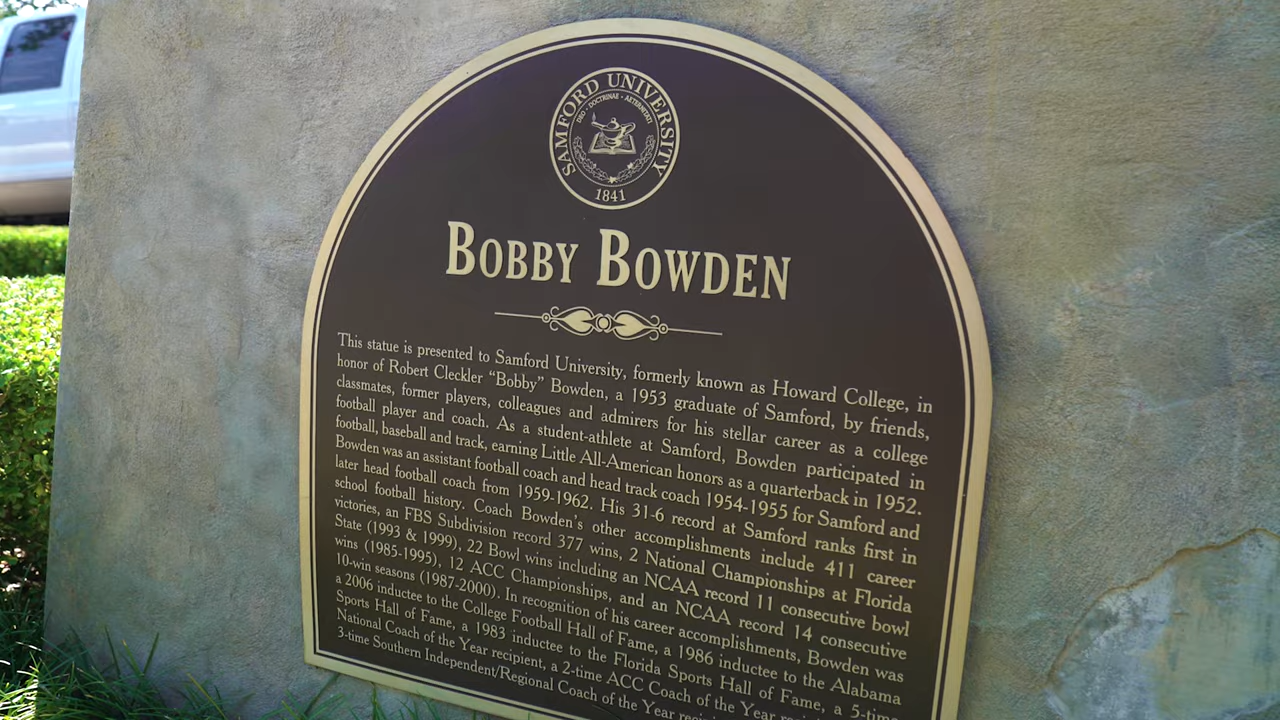 SAMFORD UNIVERSITY
DEO · DOCTRINAE · AETERNITATI
1841
BOBBY BOWDEN
This statue is presented to Samford University, formerly known as Howard College, in
honor of Robert Cleckler “Bobby” Bowden, a 1953 graduate of Samford, by friends,
classmates, former players, colleagues and admirers for his stellar career as a college
football player and coach. As a student-athlete at Samford, Bowden participated in
football, baseball and track, earning Little All-American honors as a quarterback in 1952.
Bowden was an assistant football coach and head track coach 1954-1955 for Samford and
later head football coach from 1959-1962. His 31-6 record at Samford ranks first in
school football history. Coach Bowden’s other accomplishments include 411 career
victories, an FBS Subdivision record 377 wins, 2 National Championships at Florida
State (1993 & 1999), 22 Bowl wins including an NCAA record 11 consecutive bowl
wins (1985-1995), 12 ACC Championships, and an NCAA record 14 consecutive
10-win seasons (1987-2000). In recognition of his career accomplishments, Bowden was
a 2006 inductee to the College Football Hall of Fame, a 1986 inductee to the Alabama
Sports Hall of Fame, a 1983 inductee to the Florida Sports Hall of Fame, a 5-time
National Coach of the Year recipient, a 2-time ACC Coach of the Year
3-time Southern Independent/Regional Coach of the Year